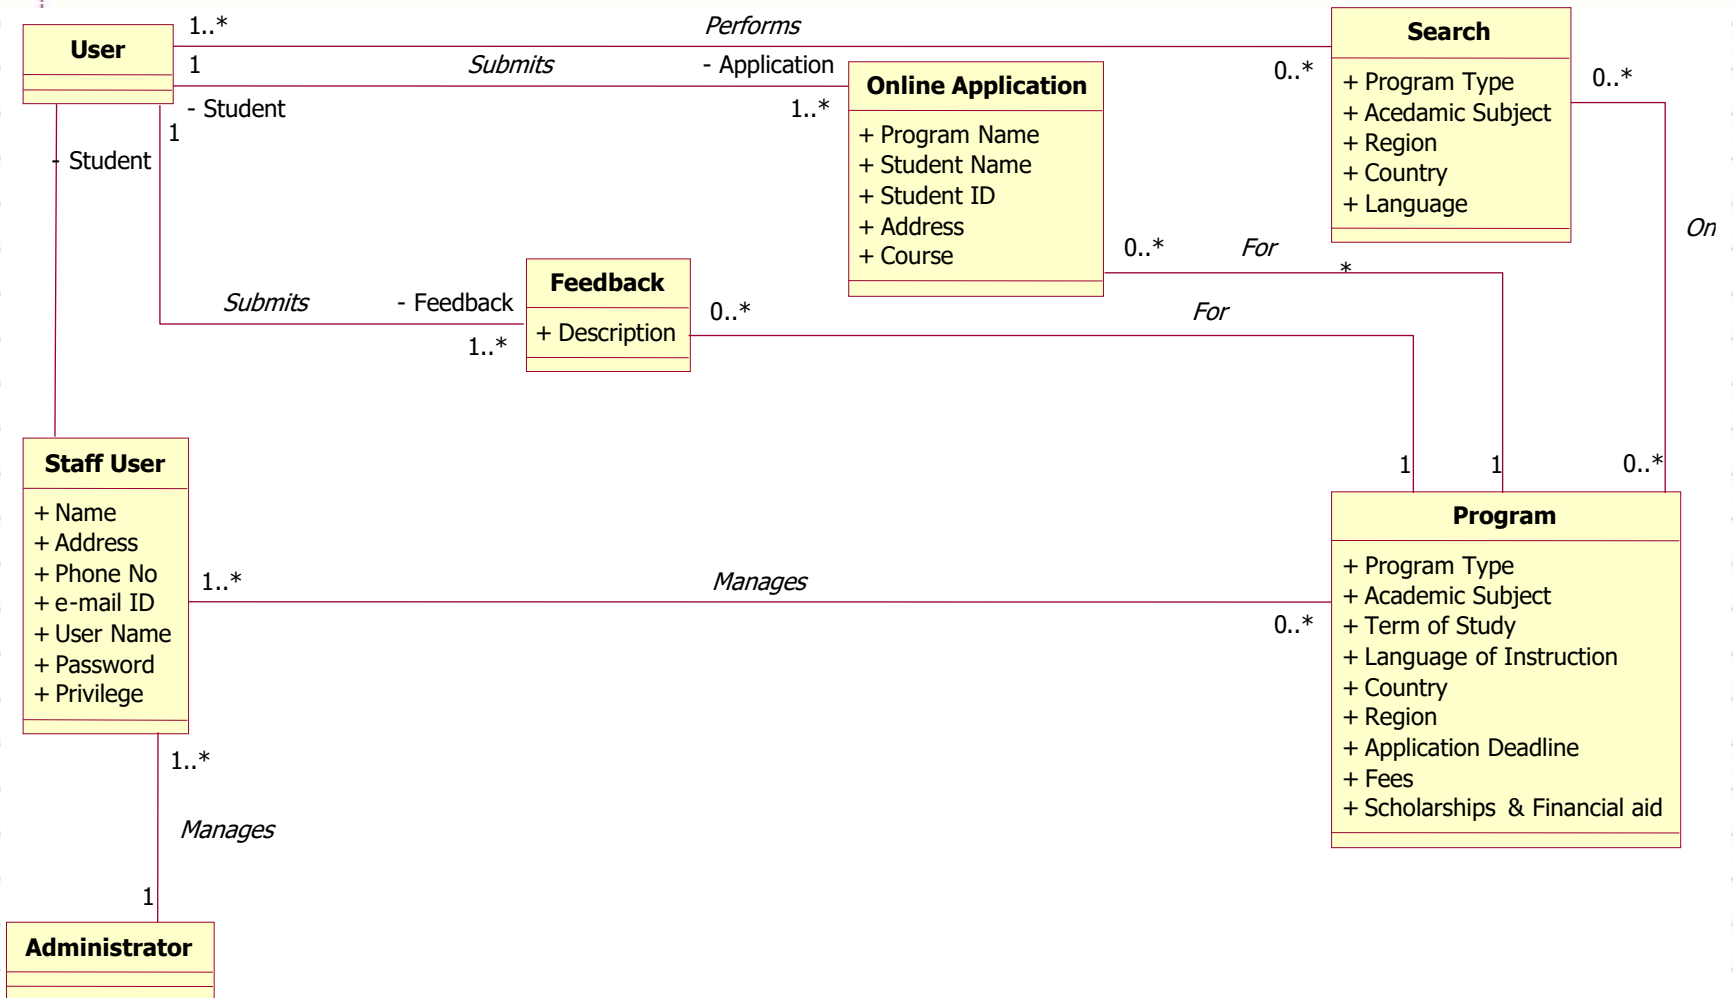 User
1..*
Performs
1
Submits
- Application
- Student
1..*
- Student
1
Online Application
+ Program Name
+ Student Name
+ Student ID
+ Address
+ Course
0..*
Search
+ Program Type
+ Acedamic Subject
+ Region
+ Country
+ Language
0..*
On
0..*
For
*
Submits
- Feedback
1..*
Feedback
+ Description
0..*
For
1
1
0..*
Staff User
+ Name
+ Address
+ Phone No
+ e-mail ID
+ User Name
+ Password
+ Privilege
1..*
Manages
0..*
Program
+ Program Type
+ Academic Subject
+ Term of Study
+ Language of Instruction
+ Country
+ Region
+ Application Deadline
+ Fees
+ Scholarships & Financial aid
1..*
Manages
1
Administrator